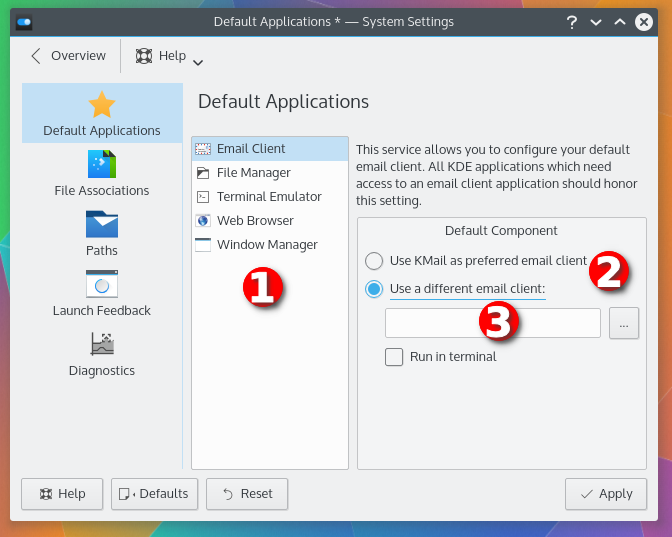 Default Applications * — System Settings
Overview
Help
Default Applications
File Associations
Paths
Launch Feedback
Diagnostics
Default Applications
Email Client
File Manager
Terminal Emulator
Web Browser
Window Manager
1
This service allows you to configure your default
email client. All KDE applications which need
access to an email client application should honor
this setting.
Default Component
Use KMail as preferred email client
2
Use a different email client:
3
...
Run in terminal
Help
Defaults
Reset
Apply